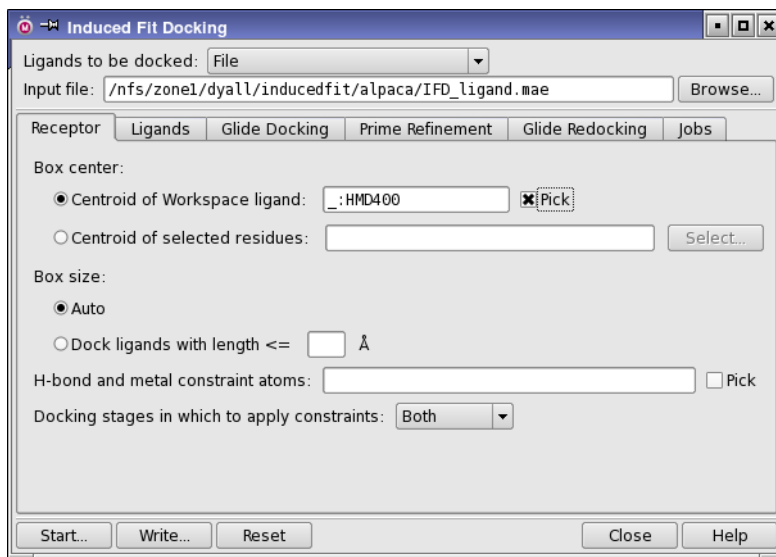 Induced Fit Docking
Ligands to be docked: File
Input file: /nfs/zone1/dyall/inducedfit/alpaca/IFD_ligand.mae Browse...
Receptor Ligands Glide Docking Prime Refinement Glide Redocking Jobs
Box center:
Centroid of Workspace ligand: _:HMD400 Pick
Centroid of selected residues: Select...
Box size:
Auto
Dock ligands with length <= Å
H-bond and metal constraint atoms: Pick
Docking stages in which to apply constraints: Both
Start... Write... Reset Close Help